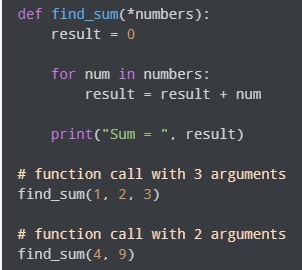 def find_sum(*numbers):
    result = 0

    for num in numbers:
        result = result + num

    print("Sum = ", result)

# function call with 3 arguments
find_sum(1, 2, 3)

# function call with 2 arguments
find_sum(4, 9)